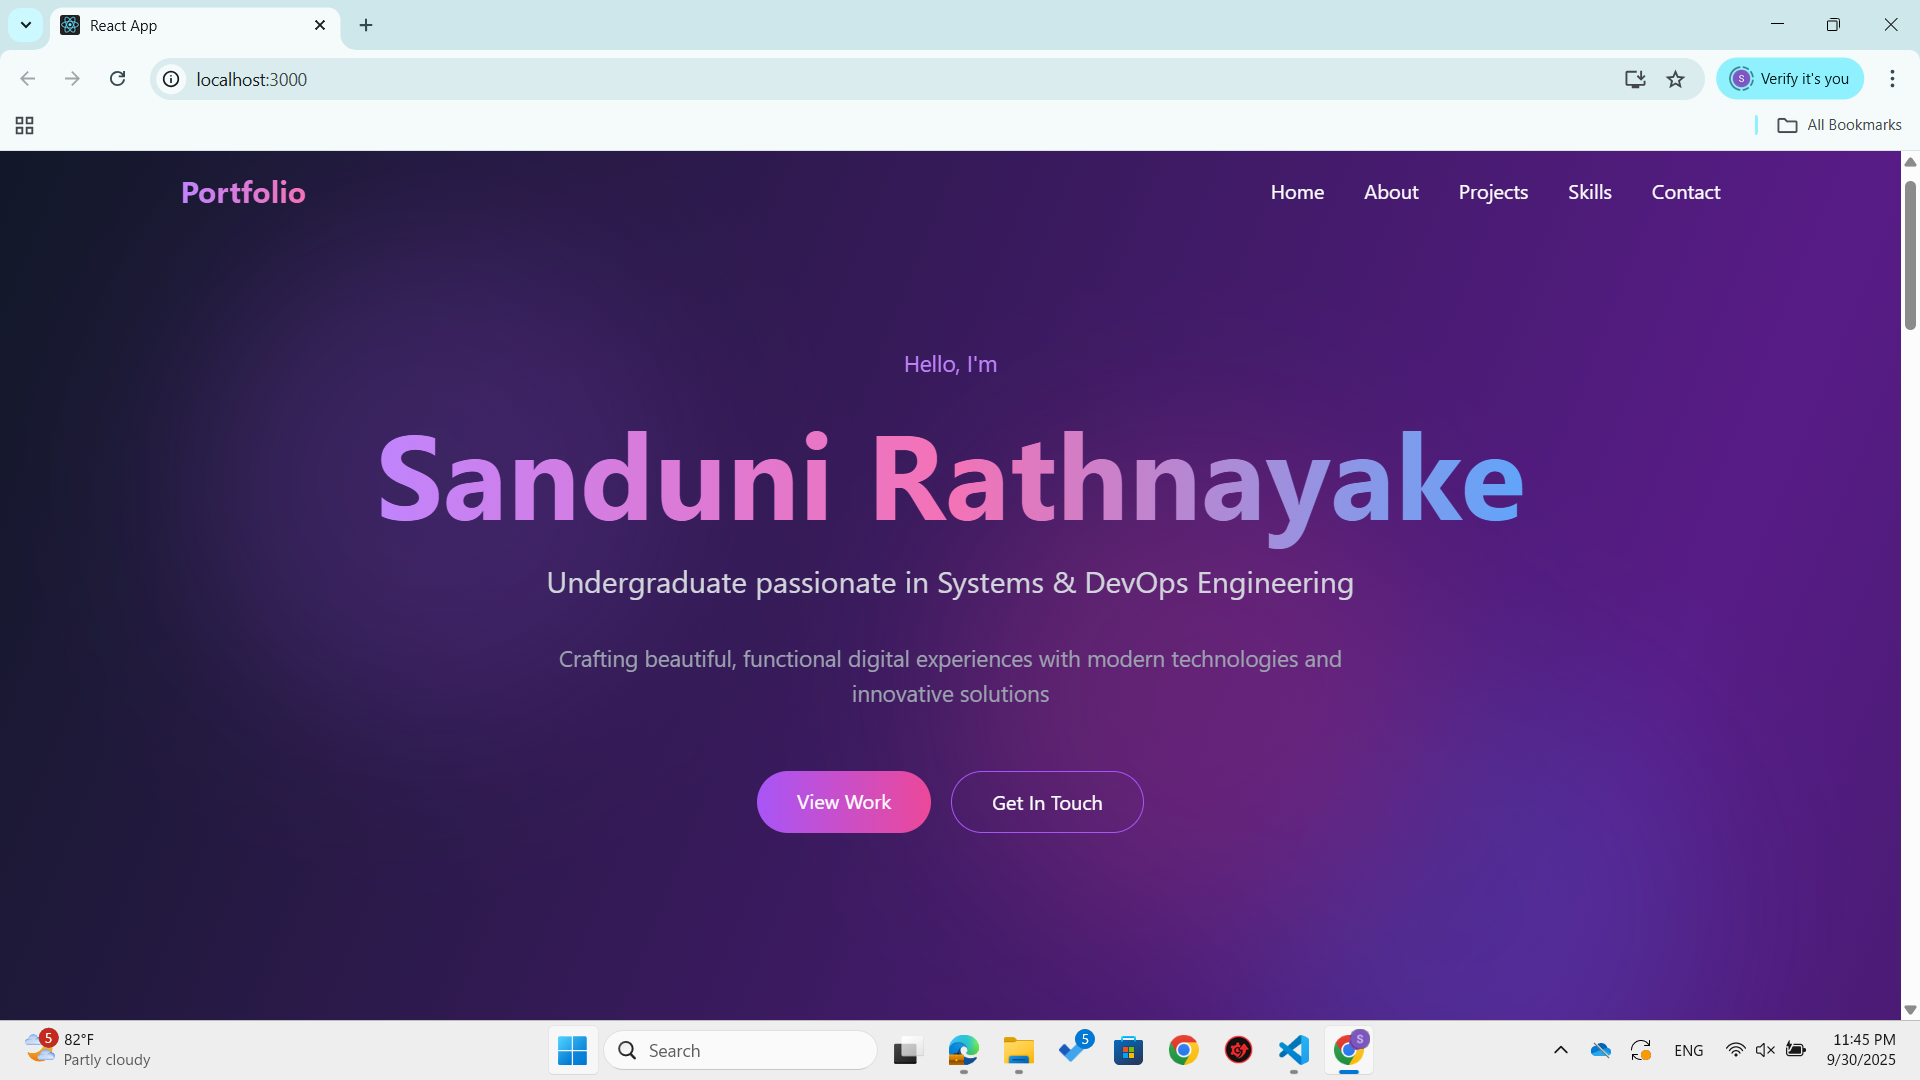 React App
localhost:3000
S
Verify it's you
All Bookmarks
Portfolio
Home
About
Projects
Skills
Contact
Hello, I'm
Sanduni Rathnayake
Undergraduate passionate in Systems & DevOps Engineering
Crafting beautiful, functional digital experiences with modern technologies and
innovative solutions
View Work
Get In Touch
5
82°F
Partly cloudy
Search
5
S
ENG
11:45 PM
9/30/2025